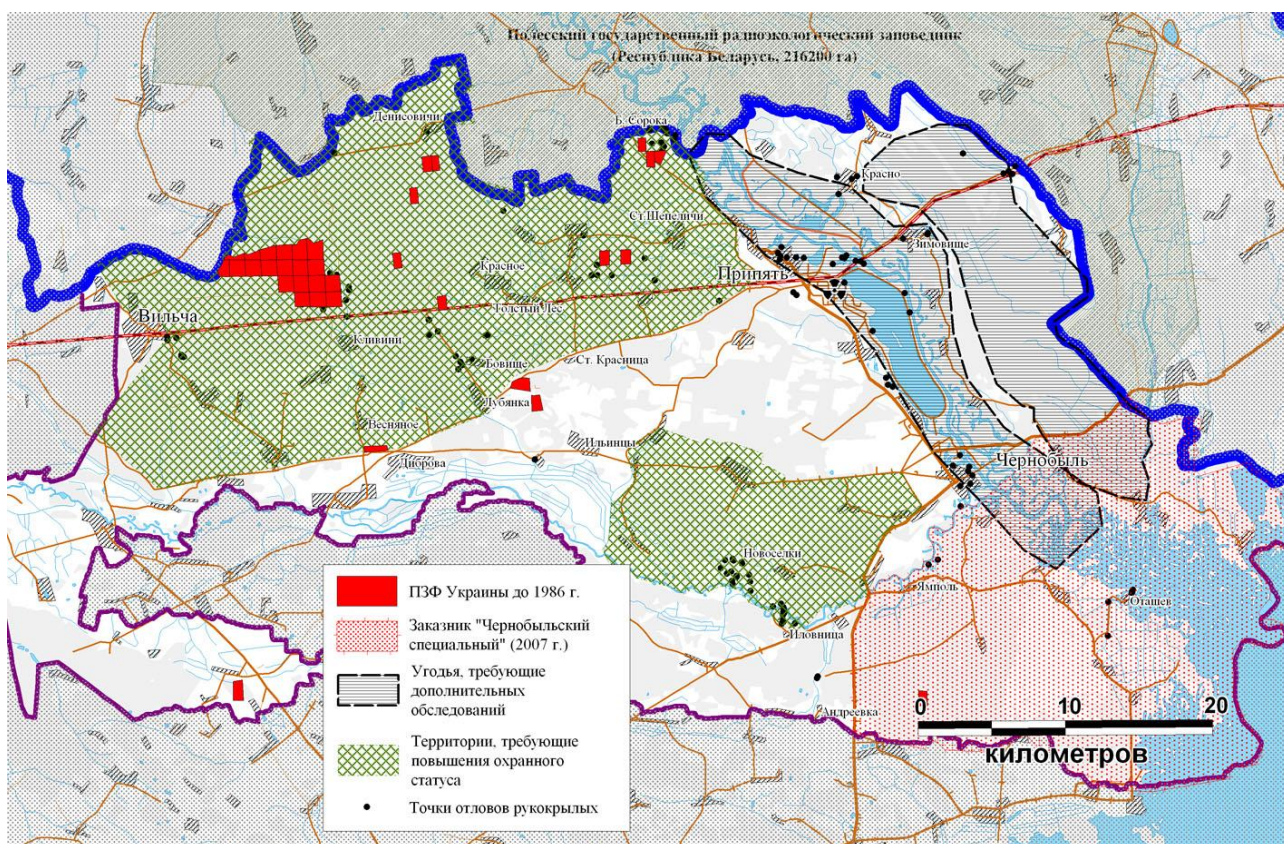 Полесский государственный радиоэкологический заповедник
(Республика Беларусь, 216200 га)
Денисовичи
Б. Сорока
Красно
Ст.Шепеличи
Зимовище
Красное
Припять
Толстый Лес
Вильча
Кливини
Бовище
Ст. Красница
Лубянка
Весняное
Ильинцы
Диброва
Чернобыль
Новоселки
Ямполь
Оташев
Иловница
Андреевка
ПЗФ Украины до 1986 г.
Заказник "Чернобыльский
специальный" (2007 г.)
Угодья, требующие
дополнительных
обследований
Территории, требующие
повышения охранного
статуса
Точки отловов рукокрылых
0 10 20
километров